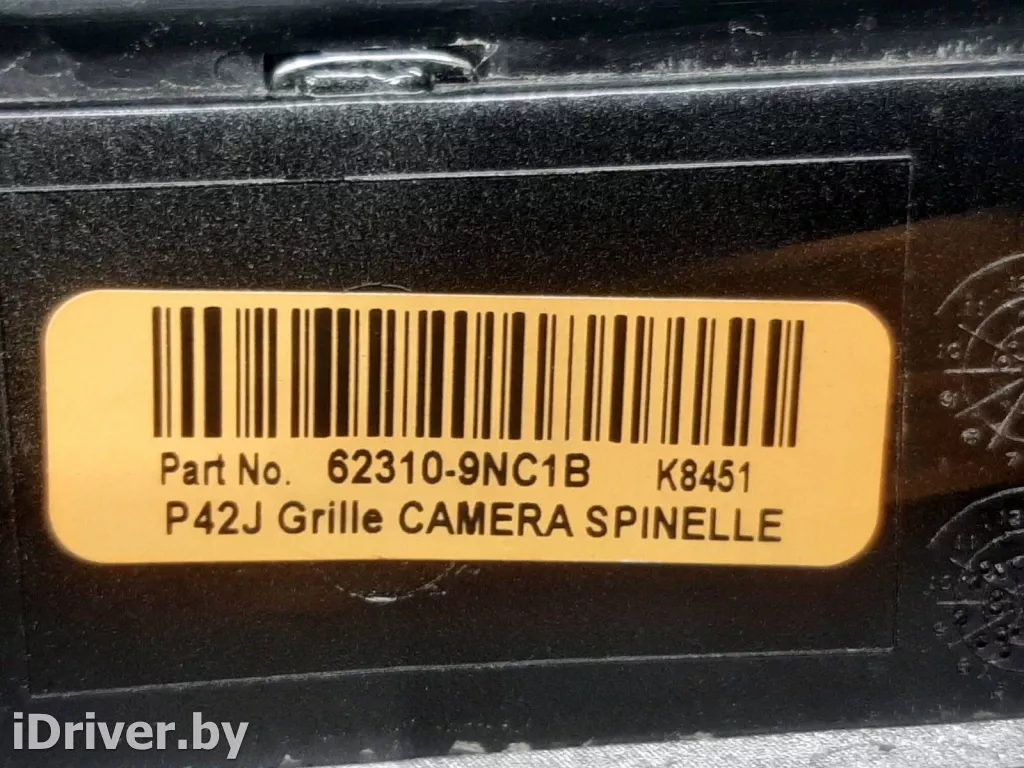 Part No. 62310-9NC1B K8451
P42J Grille CAMERA SPINELLE
iDriver.by